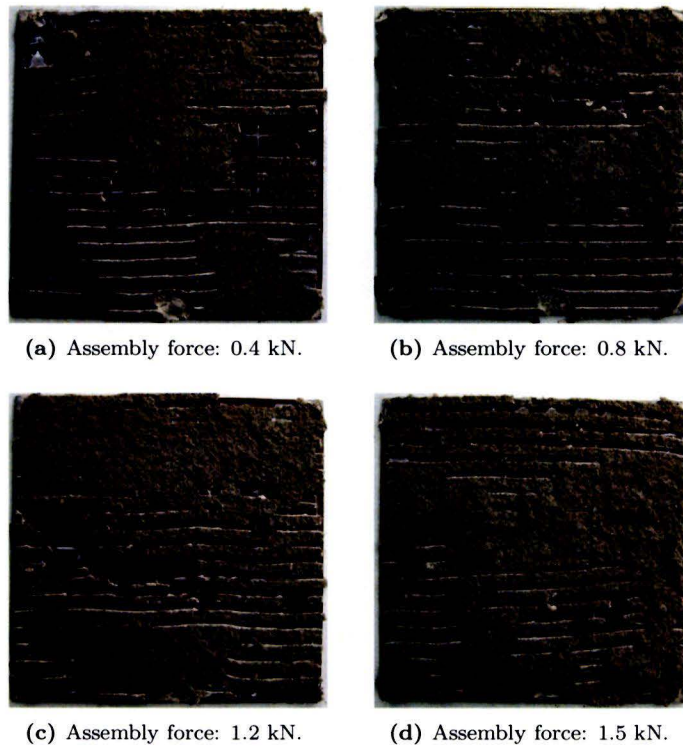 (a) Assembly force: 0.4 kN.
(b) Assembly force: 0.8 kN.
(c) Assembly force: 1.2 kN.
(d) Assembly force: 1.5 kN.